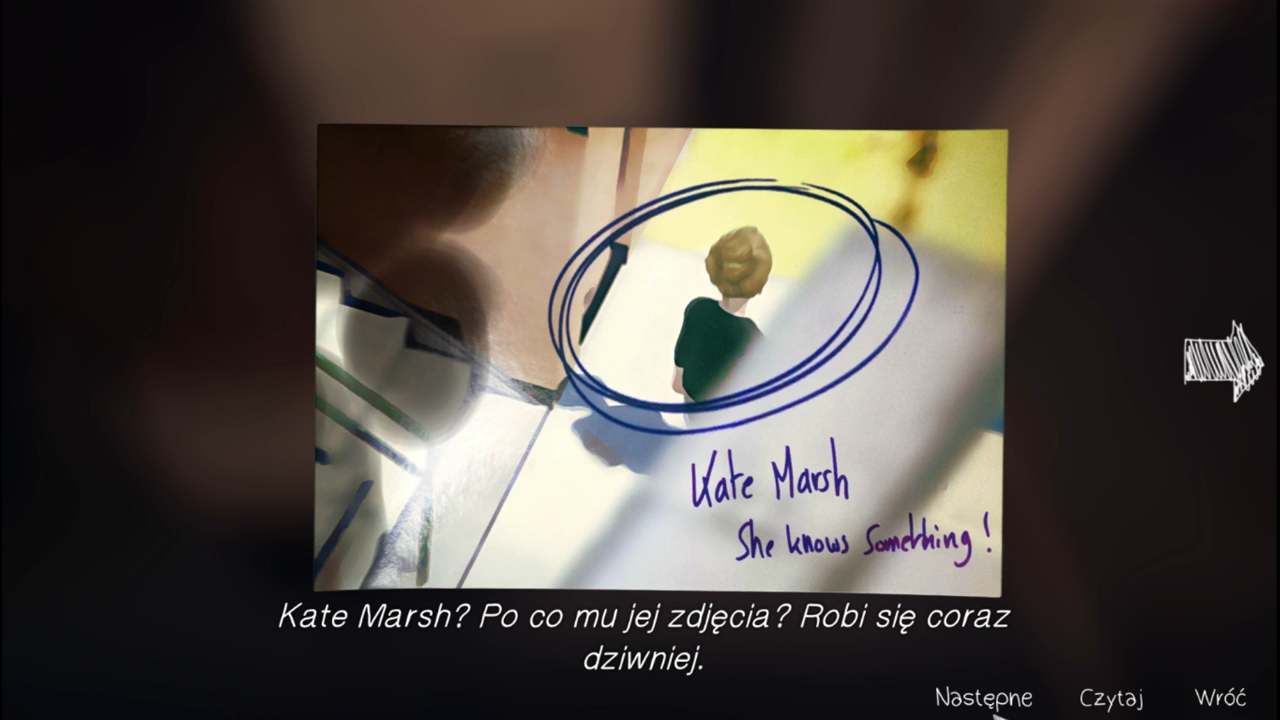 Kate Marsh
She knows something!
Kate Marsh? Po co mu jej zdjęcia? Robi się coraz
dziwniej.
Następne Czytaj Wróć